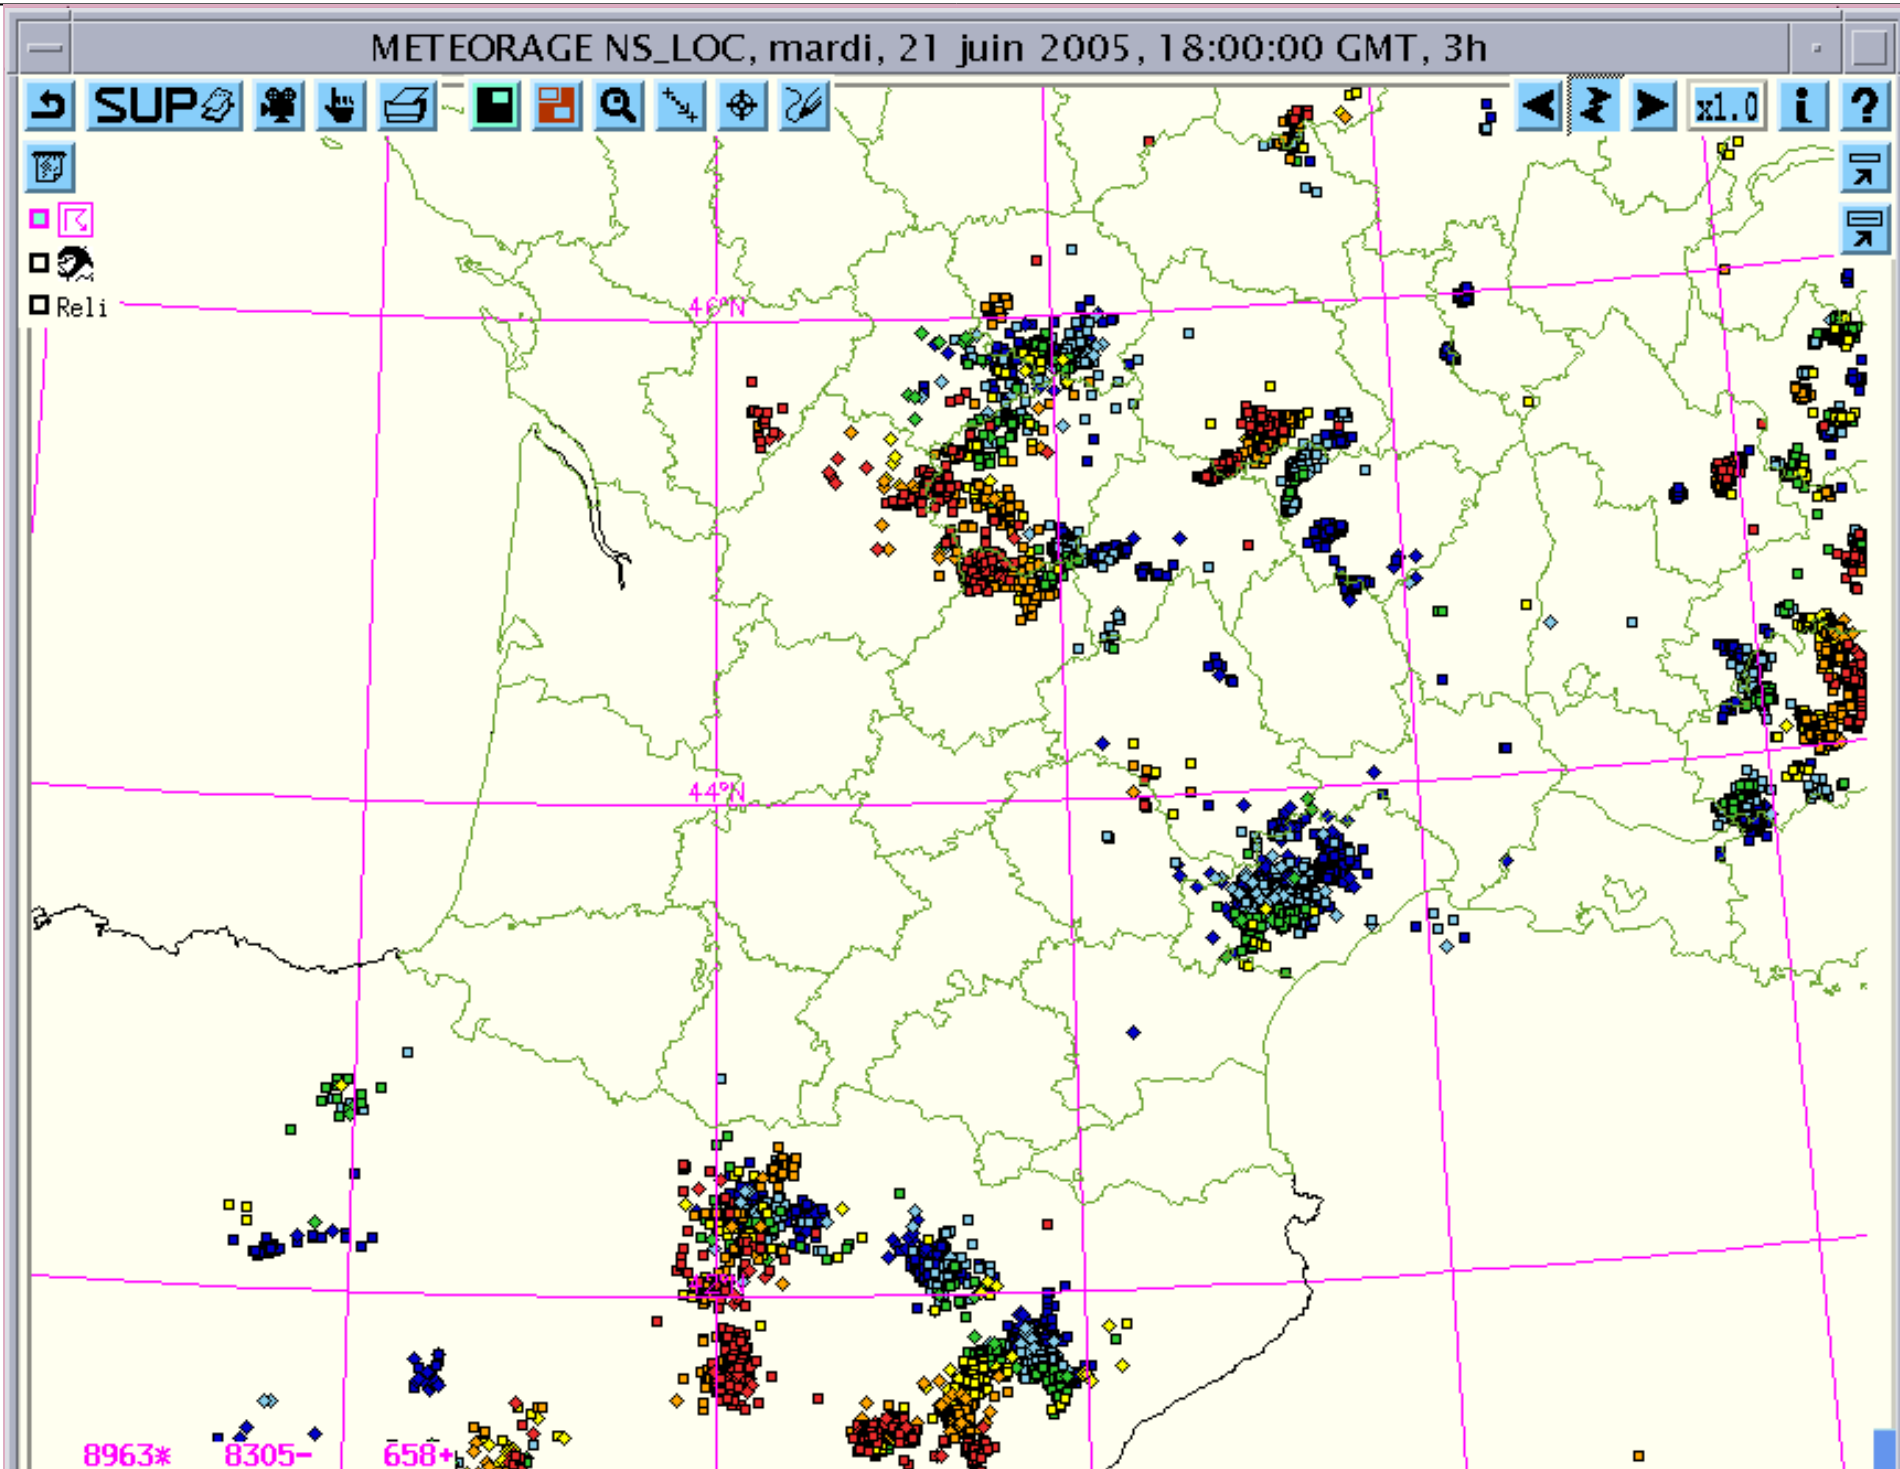 METEORAGE NS_LOC, mardi, 21 juin 2005, 18:00:00 GMT, 3h
SUP
x1.0
i
?
Reli
46°N
44°N
42°N
8963* 8305- 658+